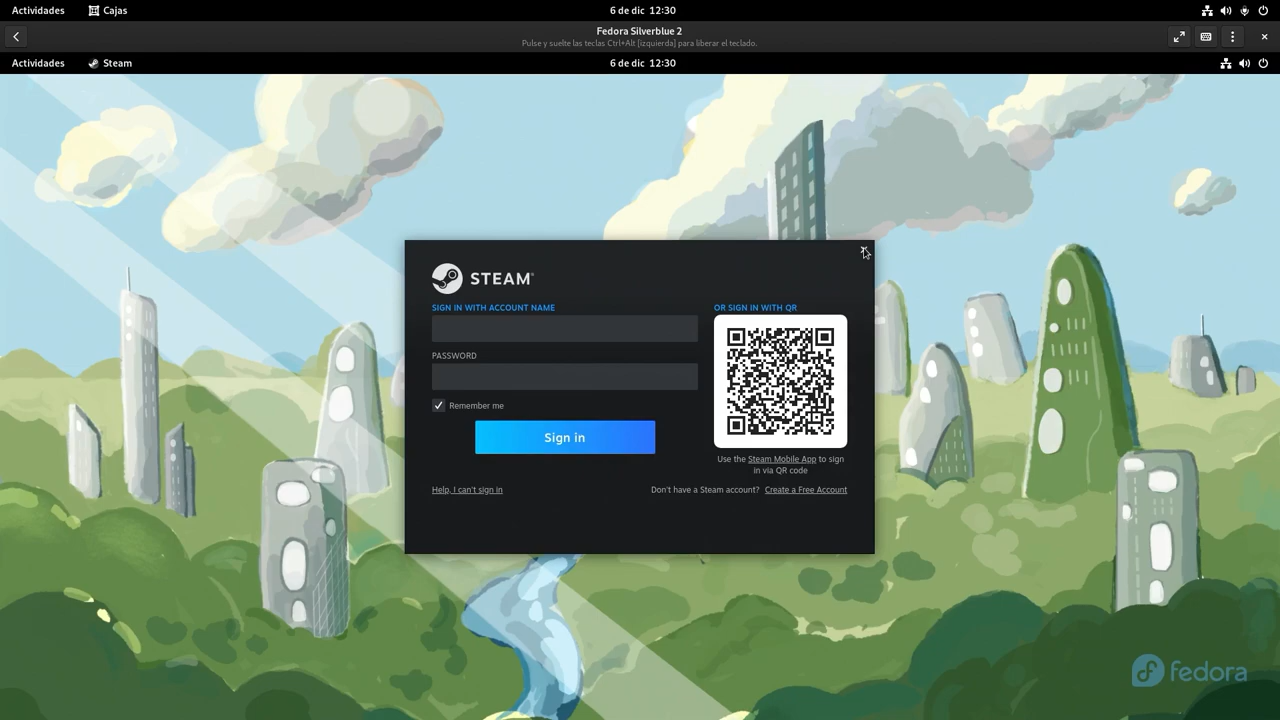 Actividades Cajas 6 de dic 12:30
Fedora Silverblue 2
Pulse y suelte las teclas Ctrl+Alt [izquierda] para liberar el teclado.
Actividades Steam 6 de dic 12:30
STEAM®
SIGN IN WITH ACCOUNT NAME
OR SIGN IN WITH QR
PASSWORD
Remember me
Sign in
Use the Steam Mobile App to sign
in via QR code
Help, I can't sign in
Don't have a Steam account? Create a Free Account
fedora